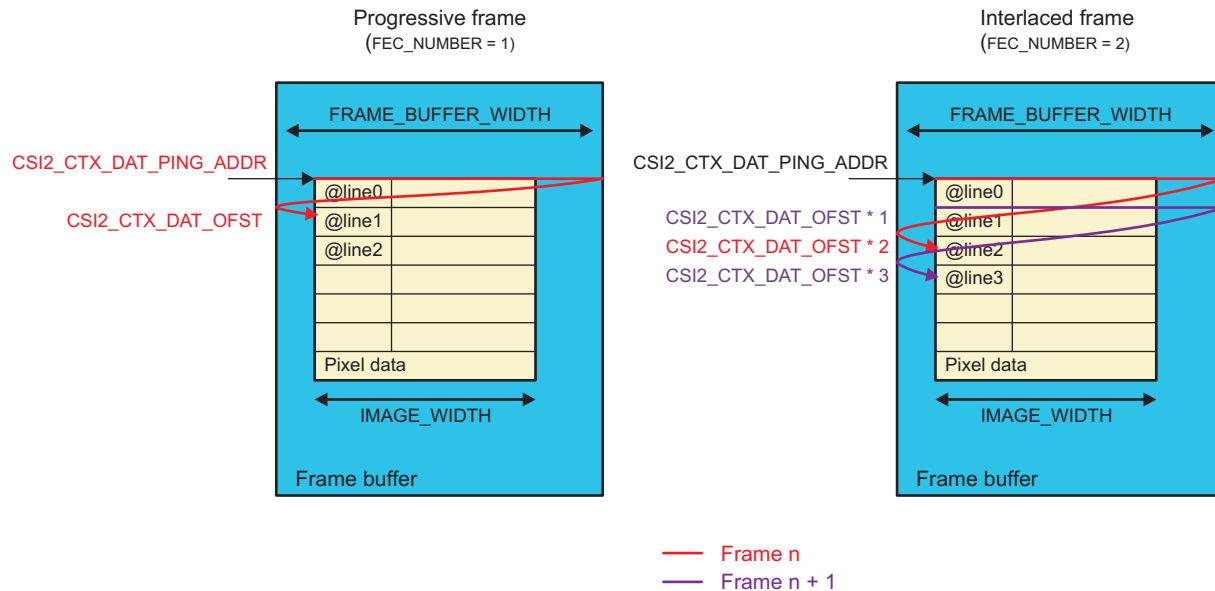 Progressive frame
(FEC_NUMBER = 1)
FRAME_BUFFER_WIDTH
CSI2_CTX_DAT_PING_ADDR
@line0
CSI2_CTX_DAT_OFST
@line1
@line2
Pixel data
IMAGE_WIDTH
Frame buffer
Interlaced frame
(FEC_NUMBER = 2)
FRAME_BUFFER_WIDTH
CSI2_CTX_DAT_PING_ADDR
@line0
CSI2_CTX_DAT_OFST * 1
@line1
CSI2_CTX_DAT_OFST * 2
@line2
CSI2_CTX_DAT_OFST * 3
@line3
Pixel data
IMAGE_WIDTH
Frame buffer
Frame n
Frame n + 1